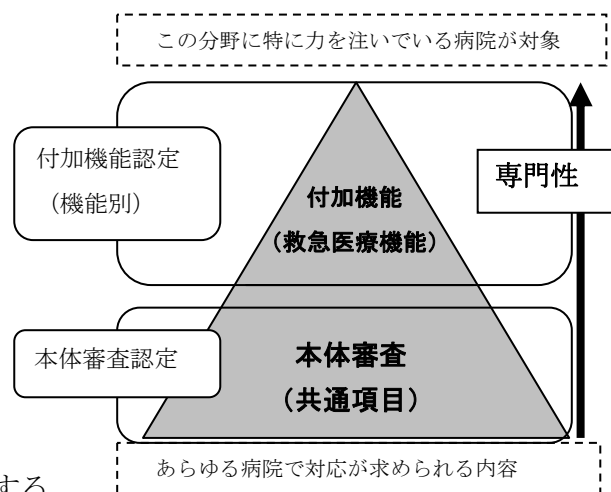 この分野に特に力を注いでいる病院が対象
付加機能認定
（機能別）
専門性
付加機能
（救急医療機能）
本体審査認定
本体審査
（共通項目）
あらゆる病院で対応が求められる内容
する